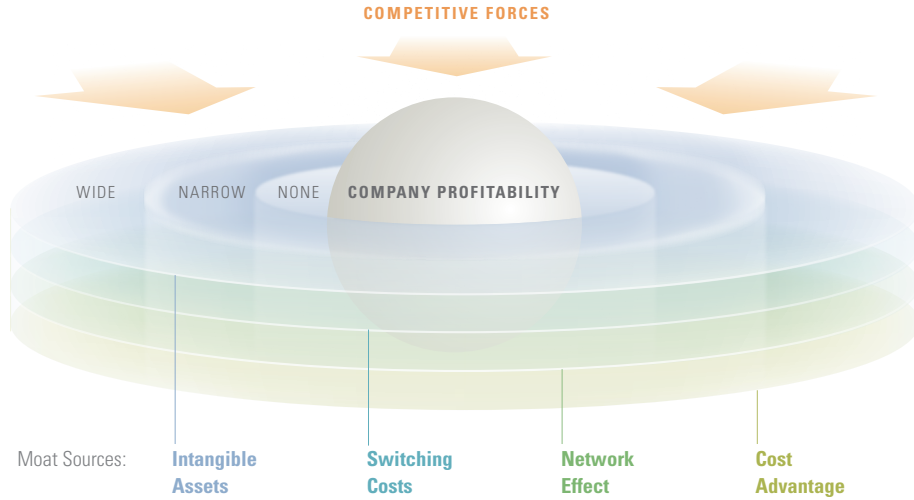 COMPETITIVE FORCES
WIDE NARROW NONE COMPANY PROFITABILITY
Moat Sources: Intangible Switching Network Cost
Assets Costs Effect Advantage